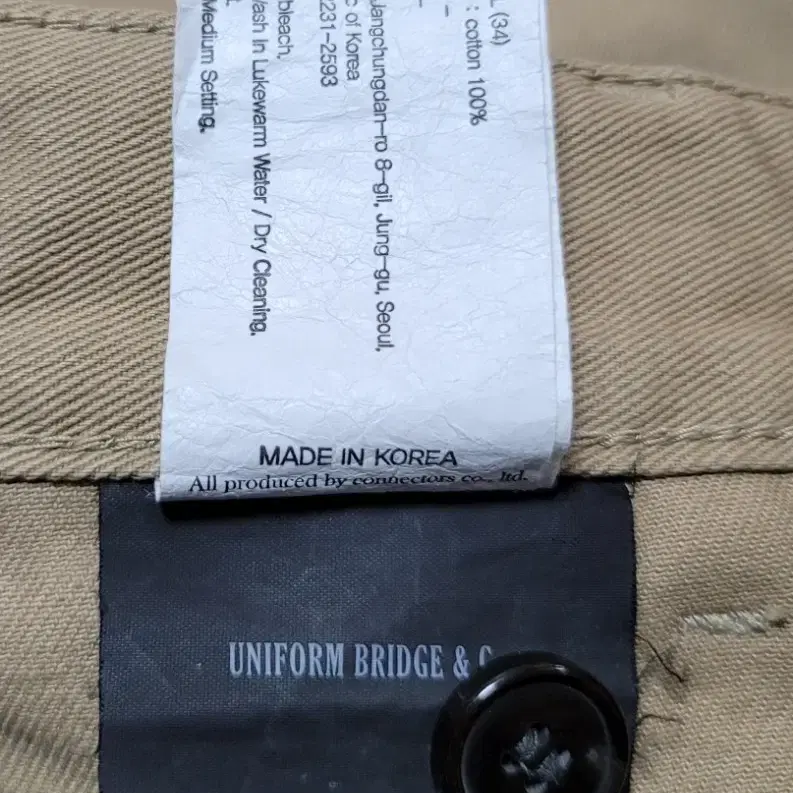 L (34)
: cotton 100%
-
-
Jangchungdan-ro 8-gil, Jung-gu, Seoul,
c of Korea
231-2593
bleach.
Wash In Lukewarm Water / Dry Cleaning.
Medium Setting.
MADE IN KOREA
All produced by connectors co., ltd.
UNIFORM BRIDGE &